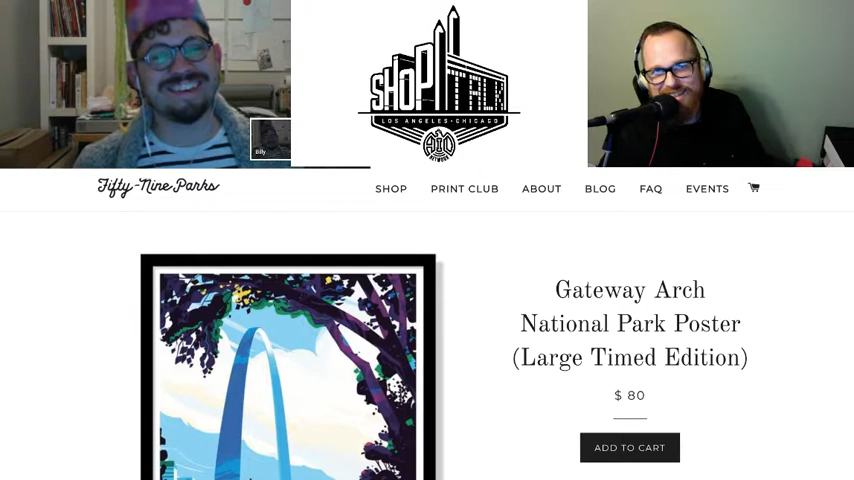 SHOP TALK
LOS ANGELES • CHICAGO
NETWORK
Billy
Fifty-Nine Parks
SHOP
PRINT CLUB
ABOUT
BLOG
FAQ
EVENTS
Gateway Arch
National Park Poster
(Large Timed Edition)
$ 80
ADD TO CART